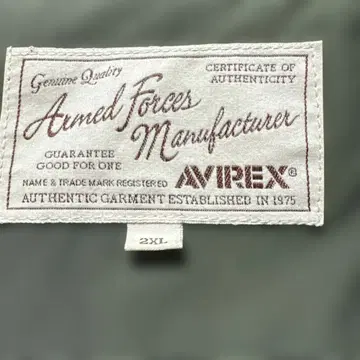 Genuine Quality
CERTIFICATE OF
AUTHENTICITY
Armed Forces
Manufacturer
GUARANTEE
GOOD FOR ONE
NAME & TRADE MARK REGISTERED
AVIREX®
AUTHENTIC GARMENT ESTABLISHED IN 1975
2XL